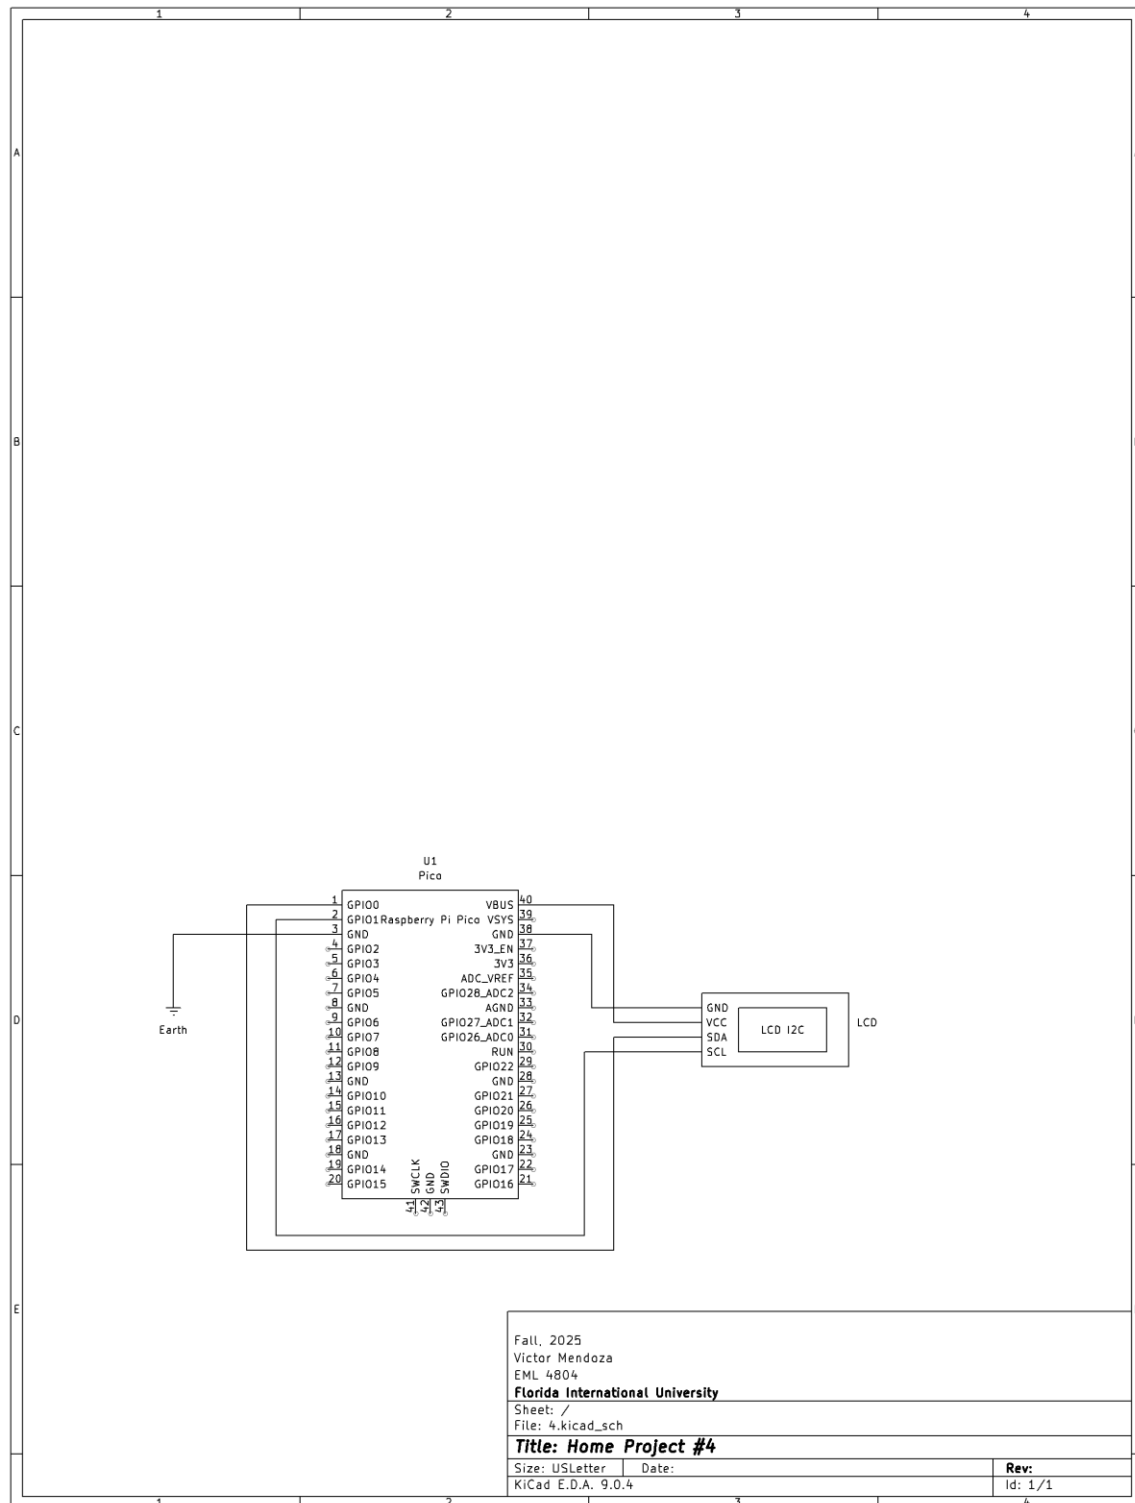 1 2 3 4
A
B
C
D
E
U1
Pico
Raspberry Pi Pico
1 GPIO0 VBUS 40
2 GPIO1 VSYS 39
3 GND GND 38
4 GPIO2 3V3_EN 37
5 GPIO3 3V3 36
6 GPIO4 ADC_VREF 35
7 GPIO5 GPIO28_ADC2 34
8 GND AGND 33
9 GPIO6 GPIO27_ADC1 32
10 GPIO7 GPIO26_ADC0 31
11 GPIO8 RUN 30
12 GPIO9 GPIO22 29
13 GND GND 28
14 GPIO10 GPIO21 27
15 GPIO11 GPIO20 26
16 GPIO12 GPIO19 25
17 GPIO13 GPIO18 24
18 GND GND 23
19 GPIO14 GPIO17 22
20 GPIO15 GPIO16 21
41 SWCLK
42 GND
43 SWDIO
Earth
GND
VCC
SDA
SCL
LCD I2C
LCD
Fall, 2025
Victor Mendoza
EML 4804
Florida International University
Sheet: /
File: 4.kicad_sch
Title: Home Project #4
Size: USLetter Date: Rev:
KiCad E.D.A. 9.0.4 Id: 1/1
1 2 3 4